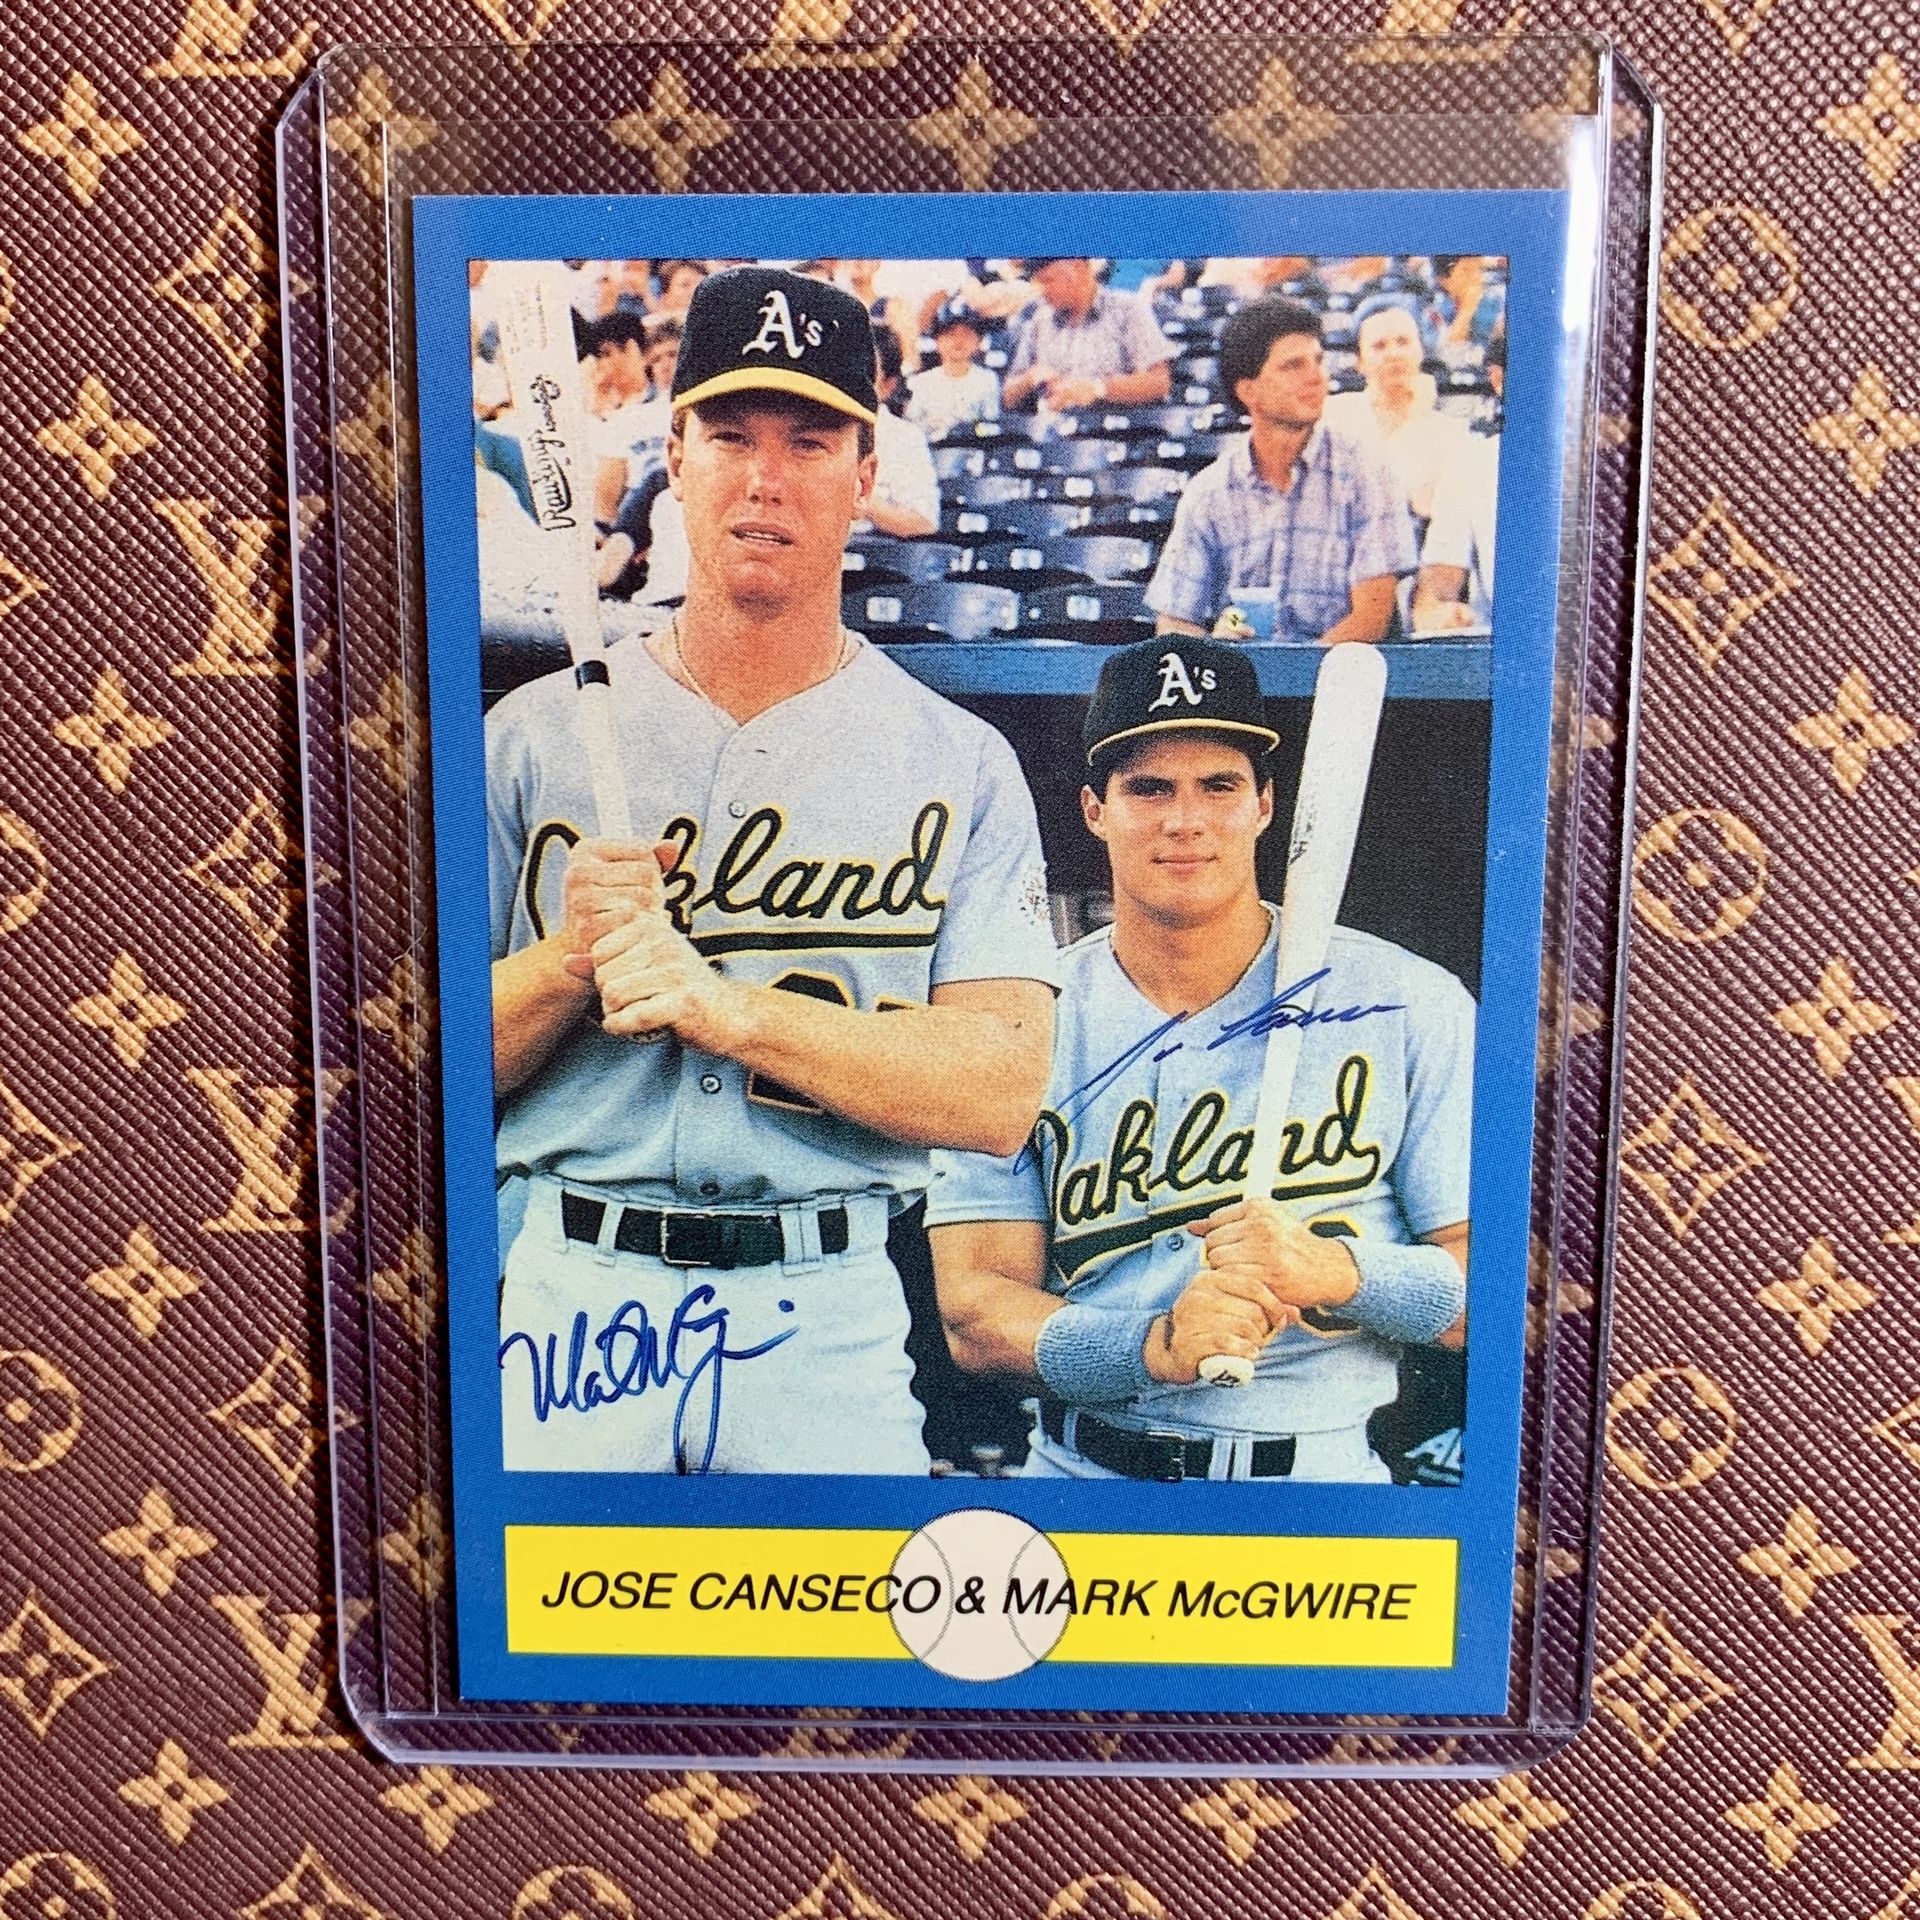 A's
Rawlings
Oakland
A's
Oakland
JOSE CANSECO & MARK McGWIRE